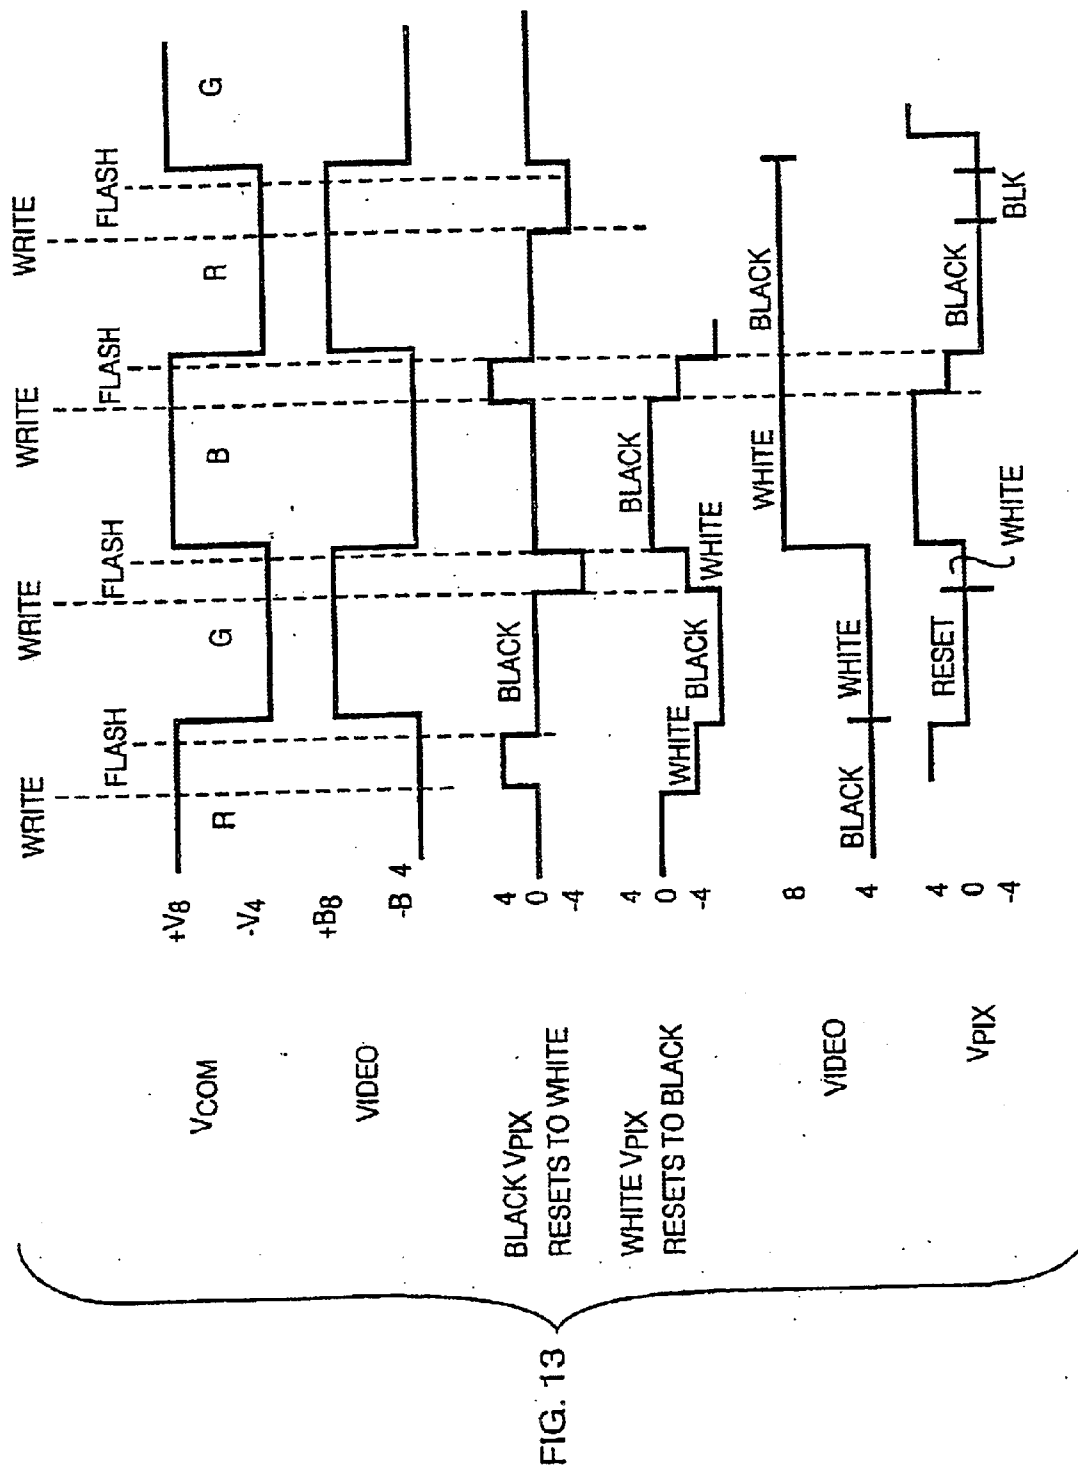 WRITE
WRITE
WRITE
WRITE
FLASH
FLASH
FLASH
FLASH
VCOM
+V8
-V4
R
G
B
R
G
VIDEO
+B8
-B 4
BLACK VPIX
RESETS TO WHITE
4
0
-4
BLACK
WHITE VPIX
RESETS TO BLACK
4
0
-4
WHITE
BLACK
WHITE
BLACK
VIDEO
8
4
BLACK
WHITE
WHITE
BLACK
VPIX
4
0
-4
RESET
WHITE
BLACK
BLK
FIG. 13